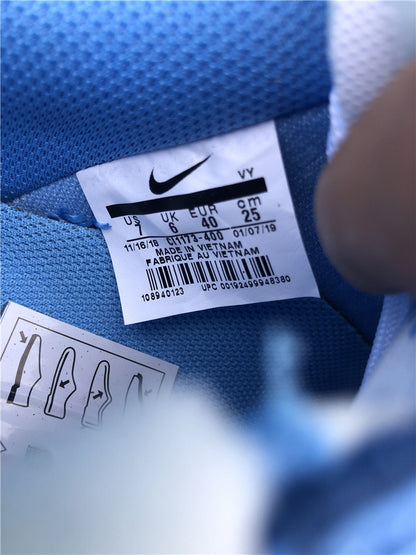 VY
US UK EUR cm
7 6 40 25
11/16/18 CI1173-400 01/07/19
MADE IN VIETNAM
FABRIQUE AU VIETNAM
108940123 UPC 00192499948380